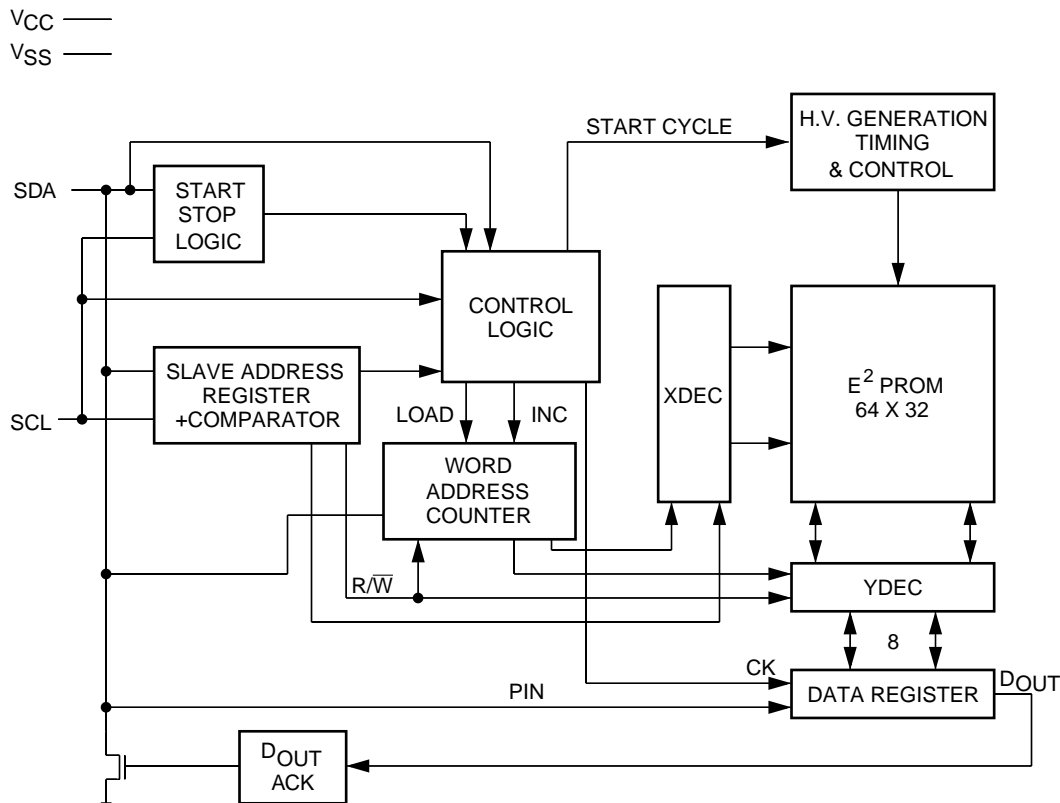 VCC
VSS
START CYCLE
H.V. GENERATION
TIMING
& CONTROL
SDA
START
STOP
LOGIC
CONTROL
LOGIC
SLAVE ADDRESS
REGISTER
+COMPARATOR
SCL
LOAD
INC
XDEC
E² PROM
64 X 32
WORD
ADDRESS
COUNTER
R/W̅
YDEC
8
CK
DOUT
PIN
DATA REGISTER
DOUT
ACK